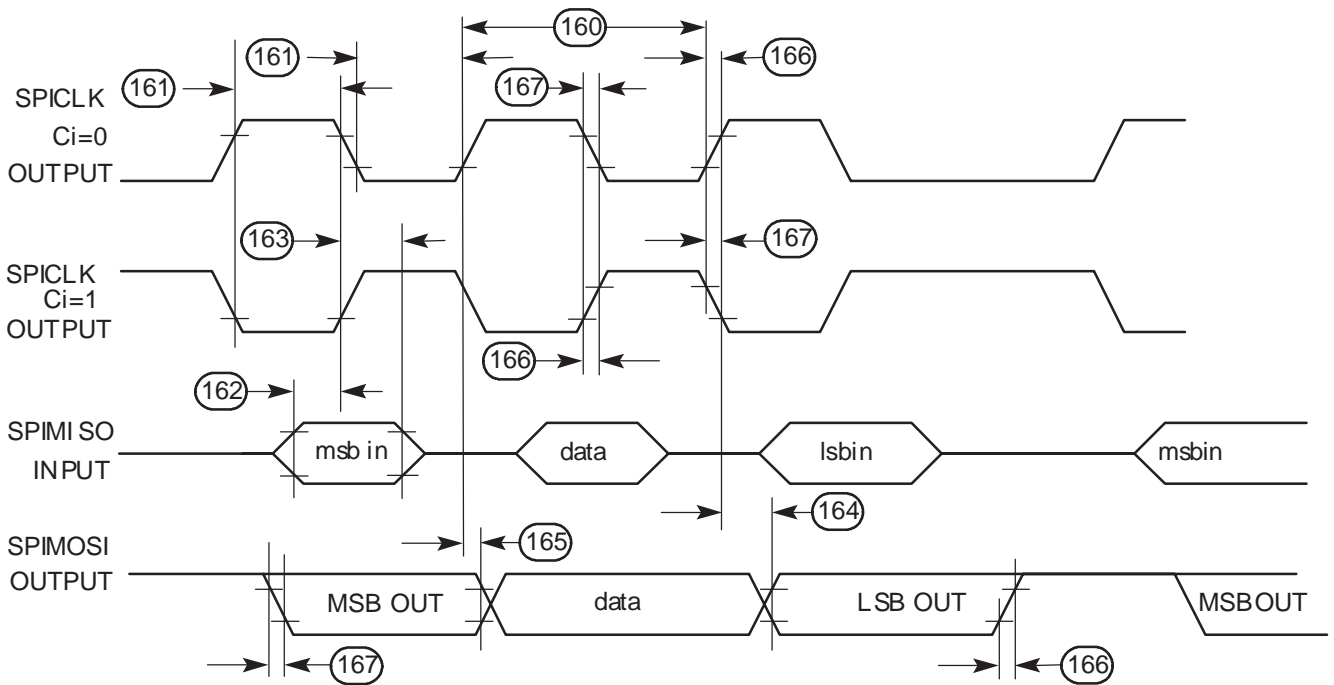 160
161
166
161
167
SPICLK
Ci=0
OUTPUT
163
167
SPICLK
Ci=1
OUTPUT
166
162
SPIMI SO
INPUT
msb in
data
lsbin
msbin
164
SPIMOSI
OUTPUT
165
MSB OUT
data
LSB OUT
MSBOUT
167
166